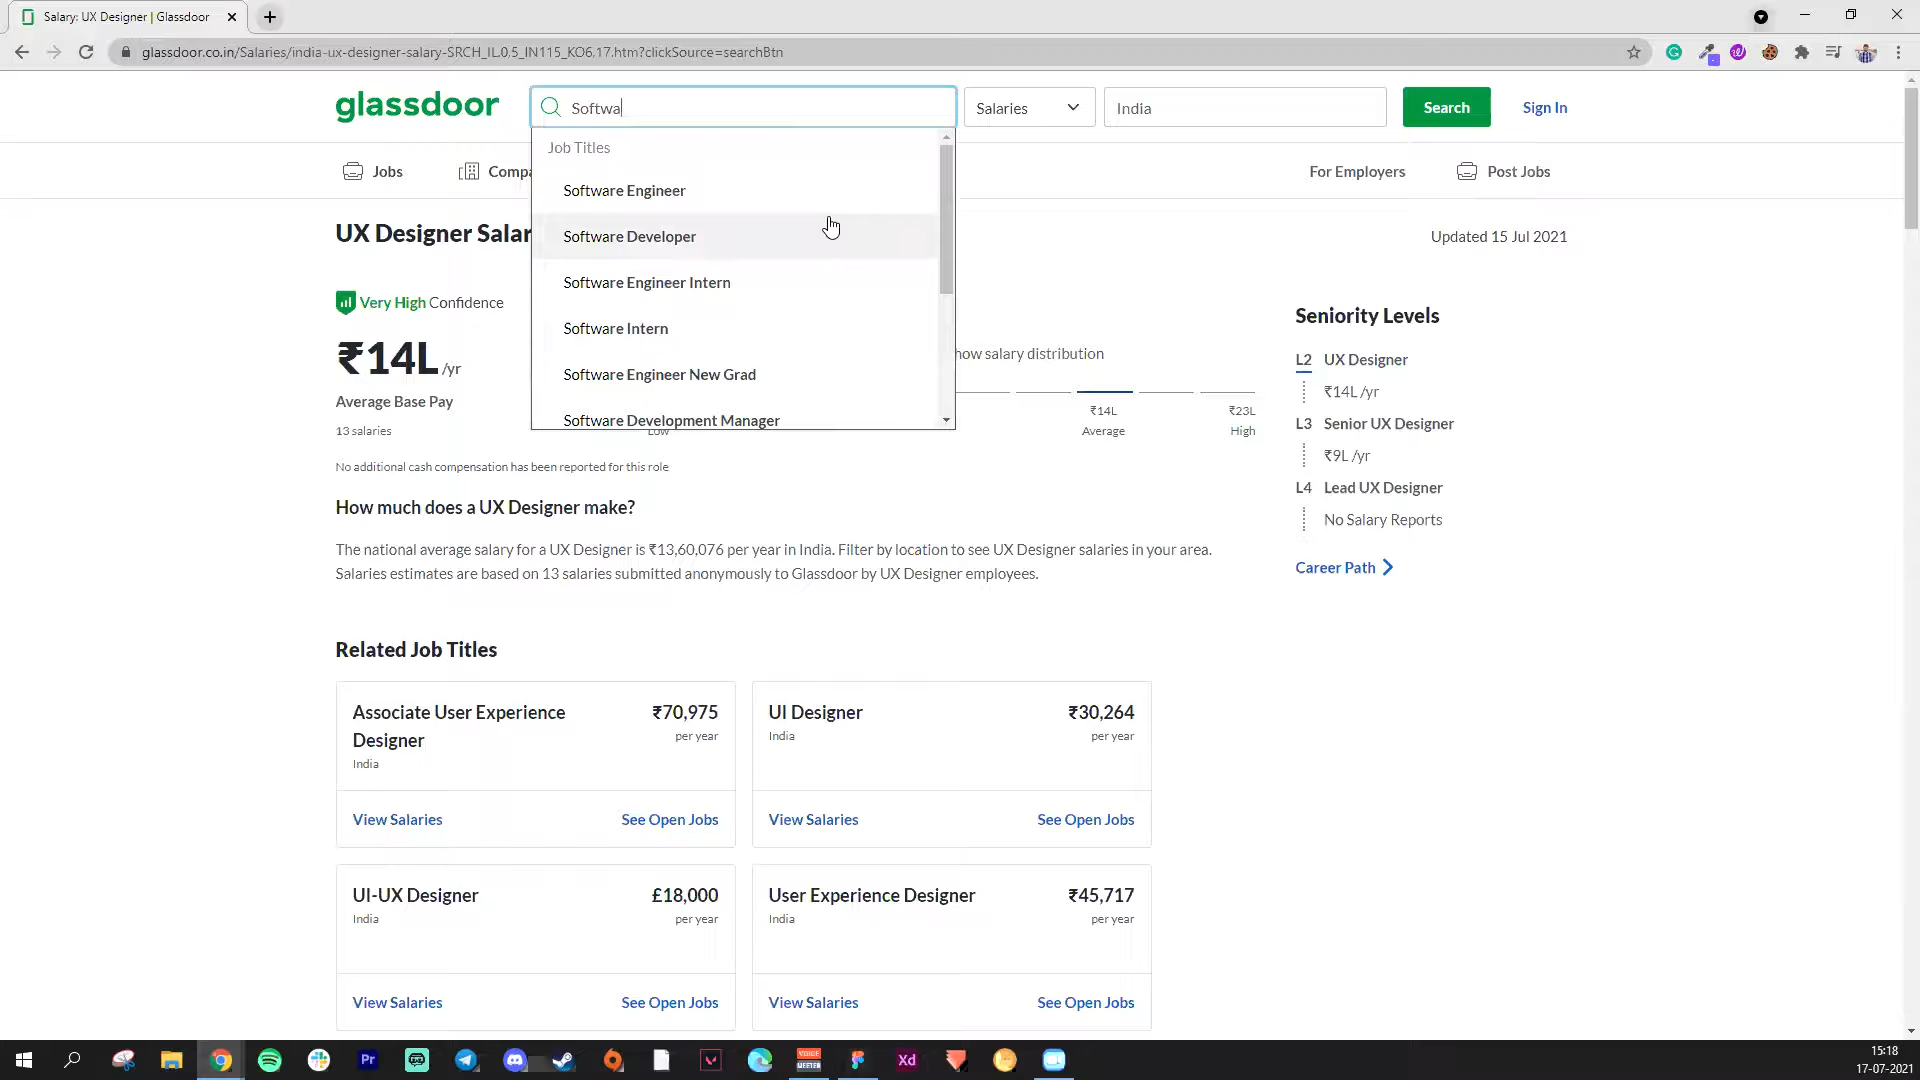 Salary: UX Designer | Glassdoor
glassdoor.co.in/Salaries/india-ux-designer-salary-SRCH_IL.0,5_IN115_KO6,17.htm?clickSource=searchBtn
glassdoor
Softwa
Salaries
India
Search
Sign In
Job Titles
Software Engineer
Software Developer
Software Engineer Intern
Software Intern
Software Engineer New Grad
Software Development Manager
Jobs
Compa
For Employers
Post Jobs
UX Designer Salar
Updated 15 Jul 2021
Very High Confidence
₹14L /yr
Average Base Pay
13 salaries
how salary distribution
Low
₹14L
Average
₹23L
High
No additional cash compensation has been reported for this role
Seniority Levels
L2 UX Designer
₹14L /yr
L3 Senior UX Designer
₹9L /yr
L4 Lead UX Designer
No Salary Reports
Career Path
How much does a UX Designer make?
The national average salary for a UX Designer is ₹13,60,076 per year in India. Filter by location to see UX Designer salaries in your area.
Salaries estimates are based on 13 salaries submitted anonymously to Glassdoor by UX Designer employees.
Related Job Titles
Associate User Experience
Designer
India
₹70,975
per year
View Salaries
See Open Jobs
UI Designer
India
₹30,264
per year
View Salaries
See Open Jobs
UI-UX Designer
India
£18,000
per year
View Salaries
See Open Jobs
User Experience Designer
India
₹45,717
per year
View Salaries
See Open Jobs
Pr
VOICE
MEETER
Xd
15:18
17-07-2021